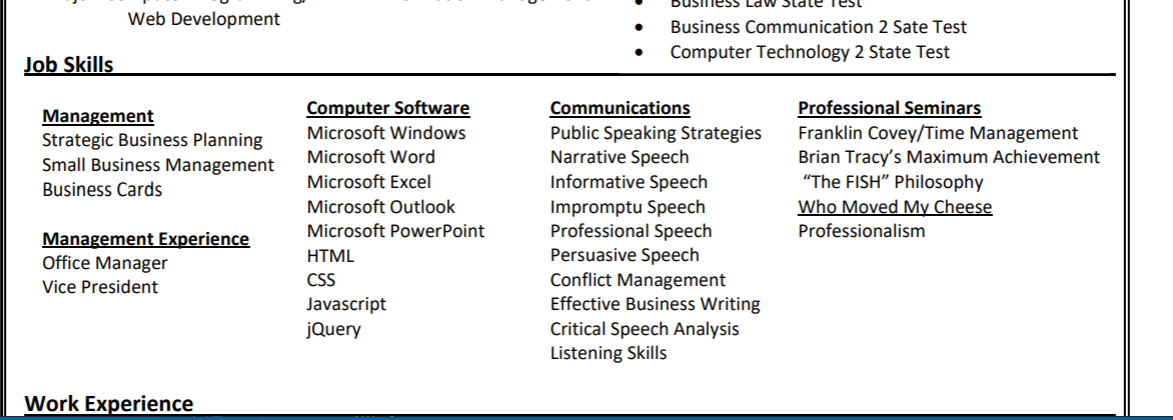 Web Development
Business Law State Test
• Business Communication 2 Sate Test
• Computer Technology 2 State Test
Job Skills
Management
Strategic Business Planning
Small Business Management
Business Cards
Management Experience
Office Manager
Vice President
Computer Software
Microsoft Windows
Microsoft Word
Microsoft Excel
Microsoft Outlook
Microsoft PowerPoint
HTML
CSS
Javascript
jQuery
Communications
Public Speaking Strategies
Narrative Speech
Informative Speech
Impromptu Speech
Professional Speech
Persuasive Speech
Conflict Management
Effective Business Writing
Critical Speech Analysis
Listening Skills
Professional Seminars
Franklin Covey/Time Management
Brian Tracy’s Maximum Achievement
“The FISH” Philosophy
Who Moved My Cheese
Professionalism
Work Experience